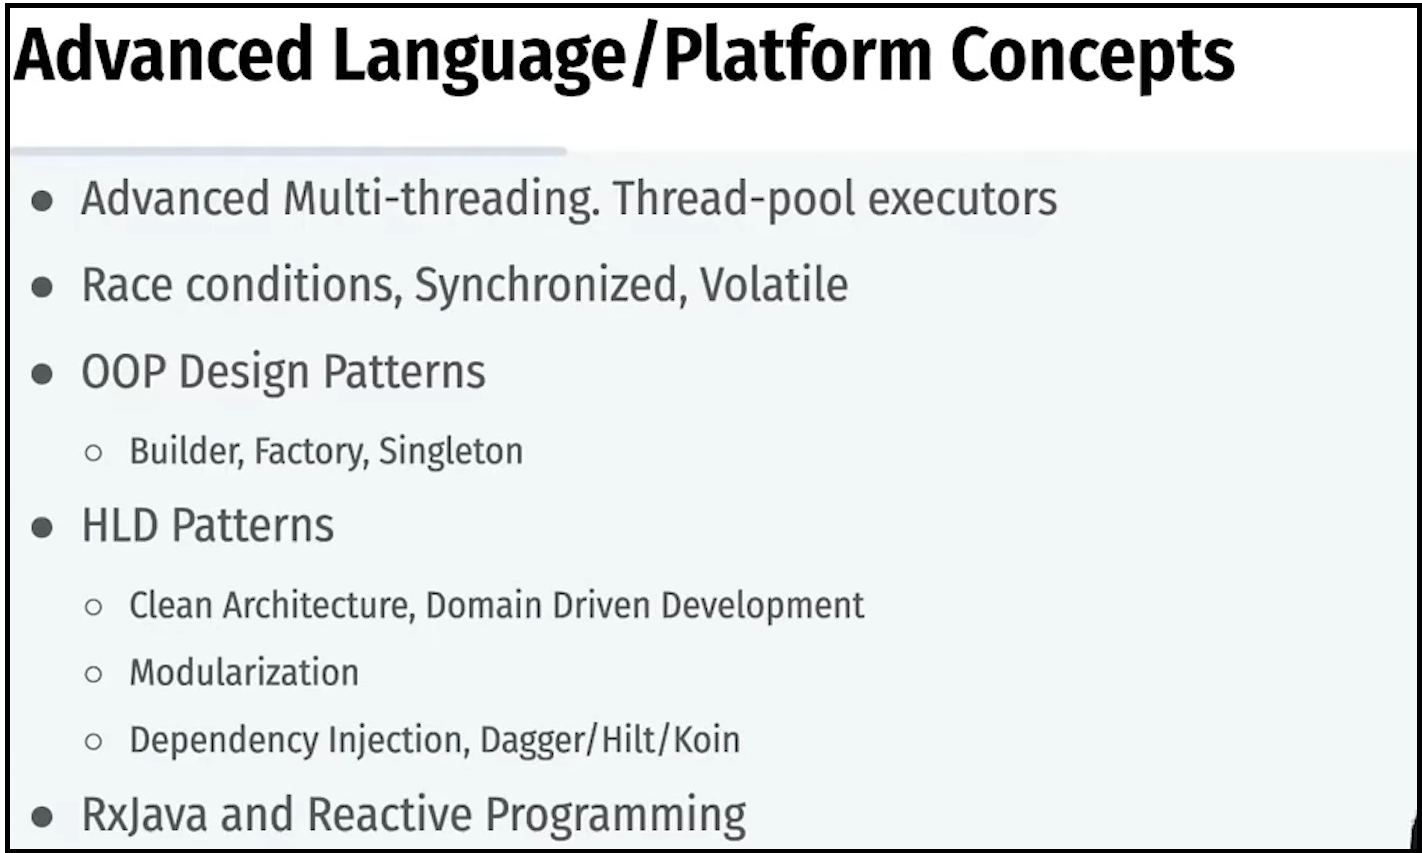 Advanced Language/Platform Concepts
● Advanced Multi-threading. Thread-pool executors
● Race conditions, Synchronized, Volatile
● OOP Design Patterns
○ Builder, Factory, Singleton
● HLD Patterns
○ Clean Architecture, Domain Driven Development
○ Modularization
○ Dependency Injection, Dagger/Hilt/Koin
● RxJava and Reactive Programming